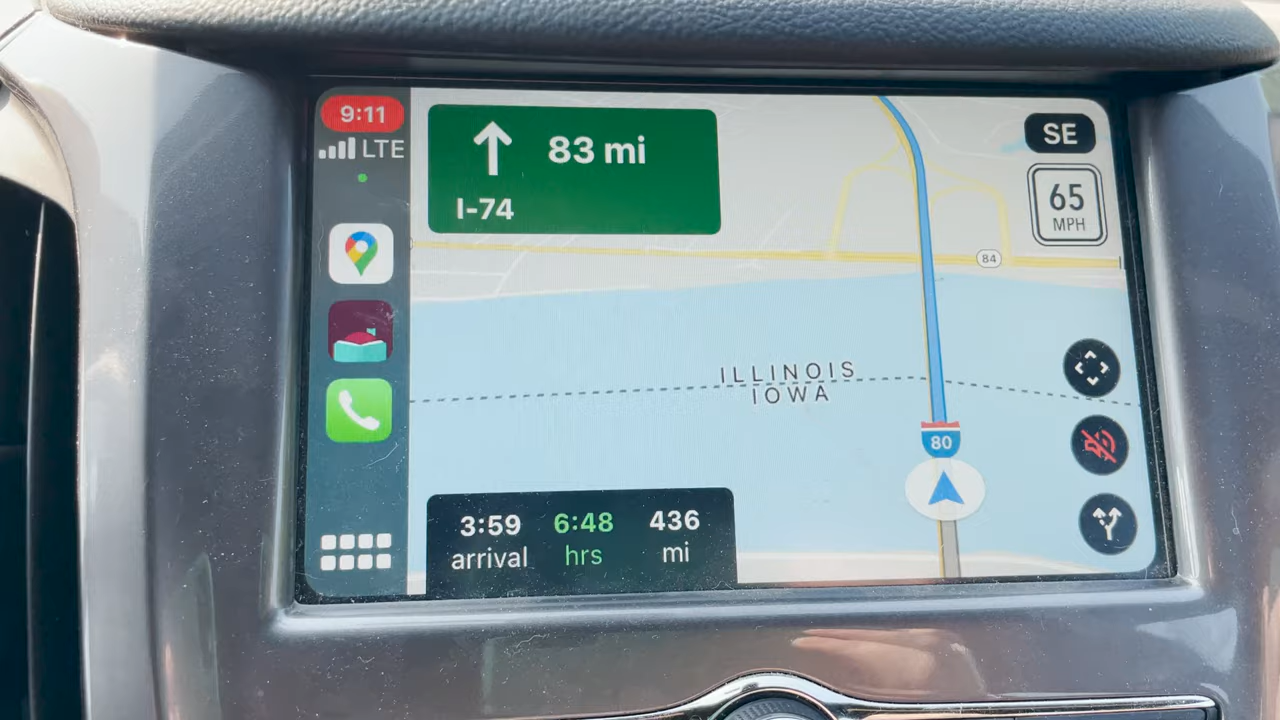 9:11
LTE
83 mi
I-74
SE
65
MPH
84
ILLINOIS
IOWA
80
3:59 6:48 436
arrival hrs mi